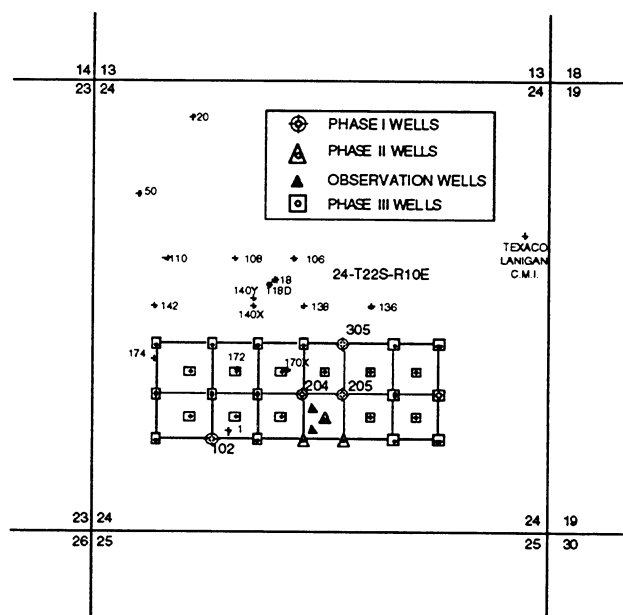 14 13
13 18
23 24
24 19
20
PHASE I WELLS
PHASE II WELLS
OBSERVATION WELLS
PHASE III WELLS
50
TEXACO
LANIGAN
C.M.I.
110
108
106
24-T22S-R10E
18
118D
140Y
142
140X
138
136
305
174
172
170X
204
205
1
102
23 24
24 19
26 25
25 30